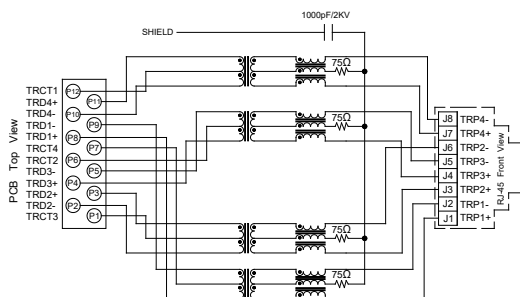 1000pF/2KV
SHIELD
75Ω
TRCT1 P12
TRD4+ P11
TRD4- P10
TRD1- P9
TRD1+ P8
TRCT4 P7
TRCT2 P6
TRD3- P5
TRD3+ P4
TRD2+ P3
TRD2- P2
TRCT3 P1
PCB Top View
75Ω
75Ω
75Ω
J8 TRP4-
J7 TRP4+
J6 TRP2-
J5 TRP3-
J4 TRP3+
J3 TRP2+
J2 TRP1-
J1 TRP1+
RJ-45 Front View